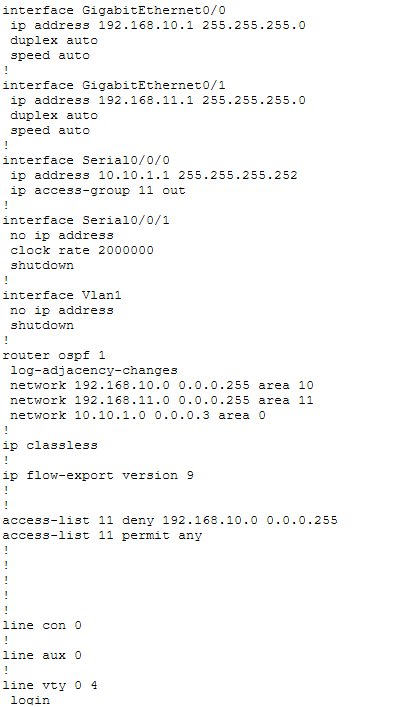 interface GigabitEthernet0/0
 ip address 192.168.10.1 255.255.255.0
 duplex auto
 speed auto
!
interface GigabitEthernet0/1
 ip address 192.168.11.1 255.255.255.0
 duplex auto
 speed auto
!
interface Serial0/0/0
 ip address 10.10.1.1 255.255.255.252
 ip access-group 11 out
!
interface Serial0/0/1
 no ip address
 clock rate 2000000
 shutdown
!
interface Vlan1
 no ip address
 shutdown
!
router ospf 1
 log-adjacency-changes
 network 192.168.10.0 0.0.0.255 area 10
 network 192.168.11.0 0.0.0.255 area 11
 network 10.10.1.0 0.0.0.3 area 0
!
ip classless
!
ip flow-export version 9
!
!
access-list 11 deny 192.168.10.0 0.0.0.255
access-list 11 permit any
!
!
!
!
!
line con 0
!
line aux 0
!
line vty 0 4
 login